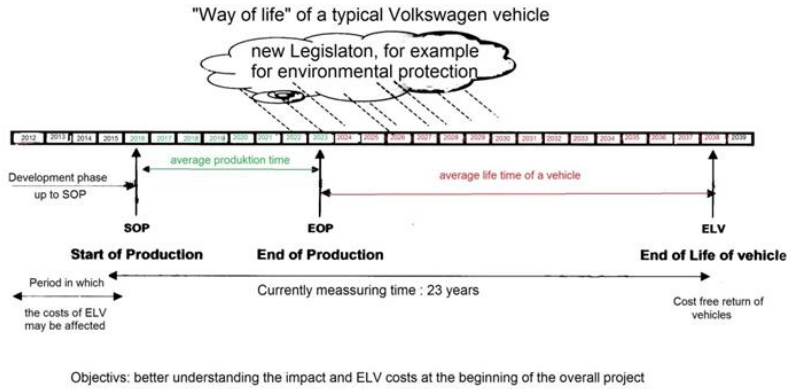 "Way of life" of a typical Volkswagen vehicle
new Legislaton, for example
for environmental protection
2012 2013 2014 2015 2016 2017 2018 2019 2020 2021 2022 2023 2024 2025 2026 2027 2028 2029 2030 2031 2032 2033 2034 2035 2036 2037 2038 2039
average produktion time
Development phase
up to SOP
average life time of a vehicle
SOP
EOP
ELV
Start of Production
End of Production
End of Life of vehicle
Period in which
the costs of ELV
may be affected
Currently meassuring time : 23 years
Cost free return of
vehicles
Objectivs: better understanding the impact and ELV costs at the beginning of the overall project